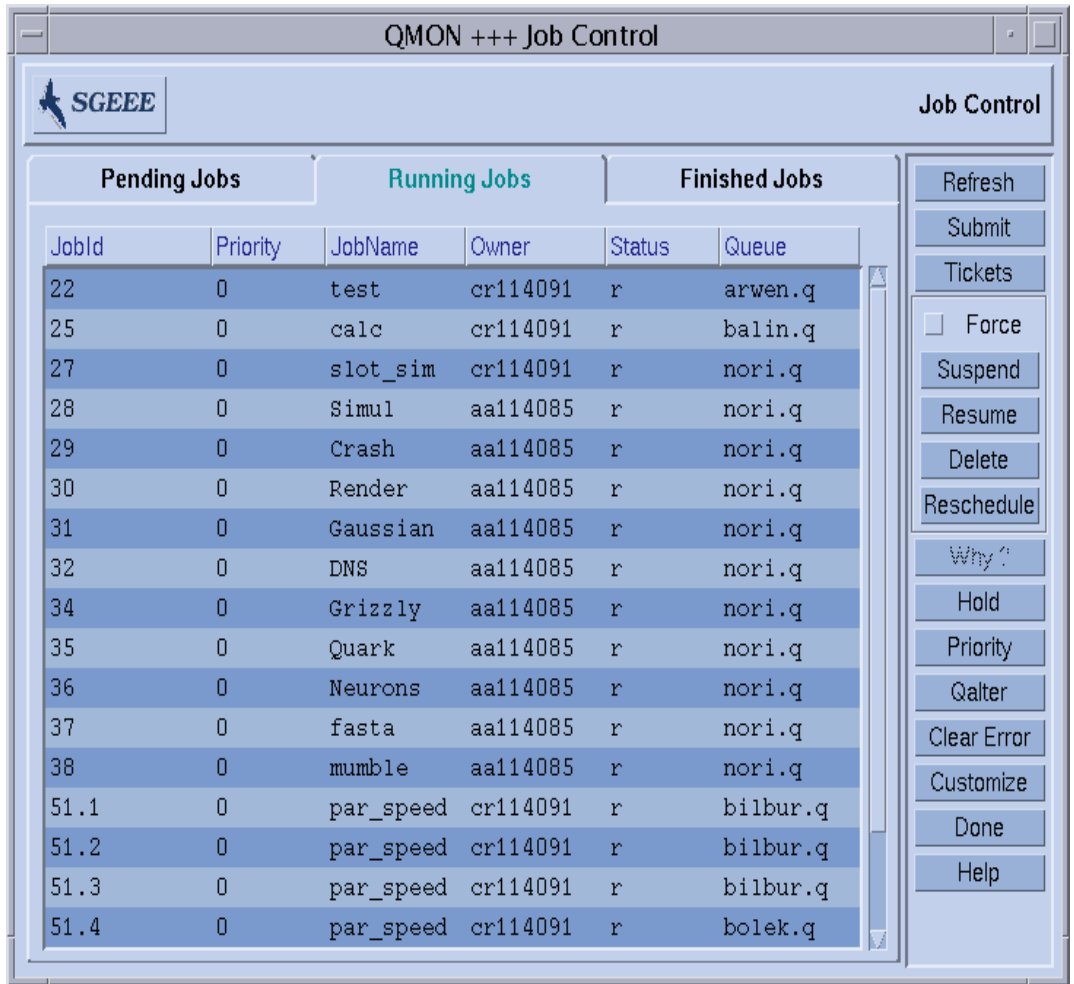 QMON +++ Job Control
SGEEE
Job Control
Pending Jobs Running Jobs Finished Jobs
JobId Priority JobName Owner Status Queue
22 0 test cr114091 r arwen.q
25 0 calc cr114091 r balin.q
27 0 slot_sim cr114091 r nori.q
28 0 Simul aa114085 r nori.q
29 0 Crash aa114085 r nori.q
30 0 Render aa114085 r nori.q
31 0 Gaussian aa114085 r nori.q
32 0 DNS aa114085 r nori.q
34 0 Grizzly aa114085 r nori.q
35 0 Quark aa114085 r nori.q
36 0 Neurons aa114085 r nori.q
37 0 fasta aa114085 r nori.q
38 0 mumble aa114085 r nori.q
51.1 0 par_speed cr114091 r bilbur.q
51.2 0 par_speed cr114091 r bilbur.q
51.3 0 par_speed cr114091 r bilbur.q
51.4 0 par_speed cr114091 r bolek.q
Refresh
Submit
Tickets
Force
Suspend
Resume
Delete
Reschedule
Why ?
Hold
Priority
Qalter
Clear Error
Customize
Done
Help